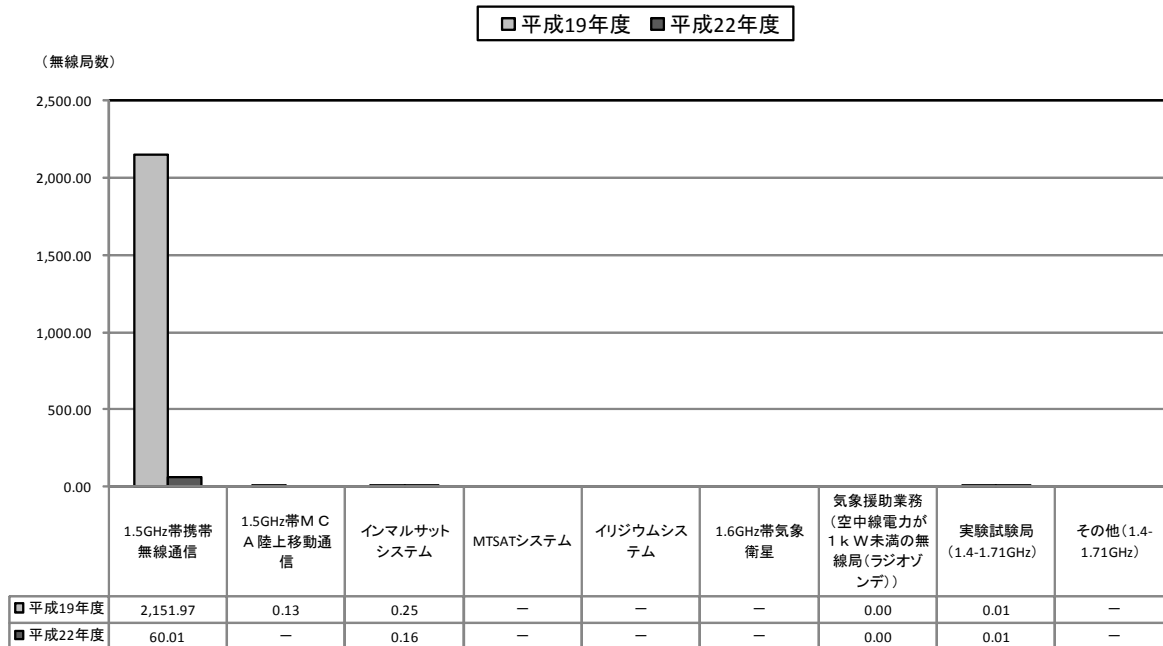 平成19年度 平成22年度
（無線局数）
2,500.00
2,000.00
1,500.00
1,000.00
500.00
0.00
1.5GHz帯携帯
無線通信
1.5GHz帯ＭＣ
Ａ陸上移動通
信
インマルサット
システム
MTSATシステム
イリジウムシス
テム
1.6GHz帯気象
衛星
気象援助業務
（空中線電力が
１ｋＷ未満の無
線局（ラジオゾ
ンデ））
実験試験局
（1.4-1.71GHz）
その他（1.4-
1.71GHz）
平成19年度 2,151.97 0.13 0.25 － － － 0.00 0.01 －
平成22年度 60.01 － 0.16 － － － 0.00 0.01 －